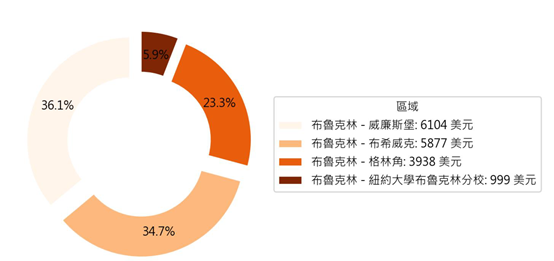 5.9%
36.1%
23.3%
34.7%
區域
布魯克林 - 威廉斯堡: 6104 美元
布魯克林 - 布希威克: 5877 美元
布魯克林 - 格林角: 3938 美元
布魯克林 - 紐約大學布魯克林分校: 999 美元